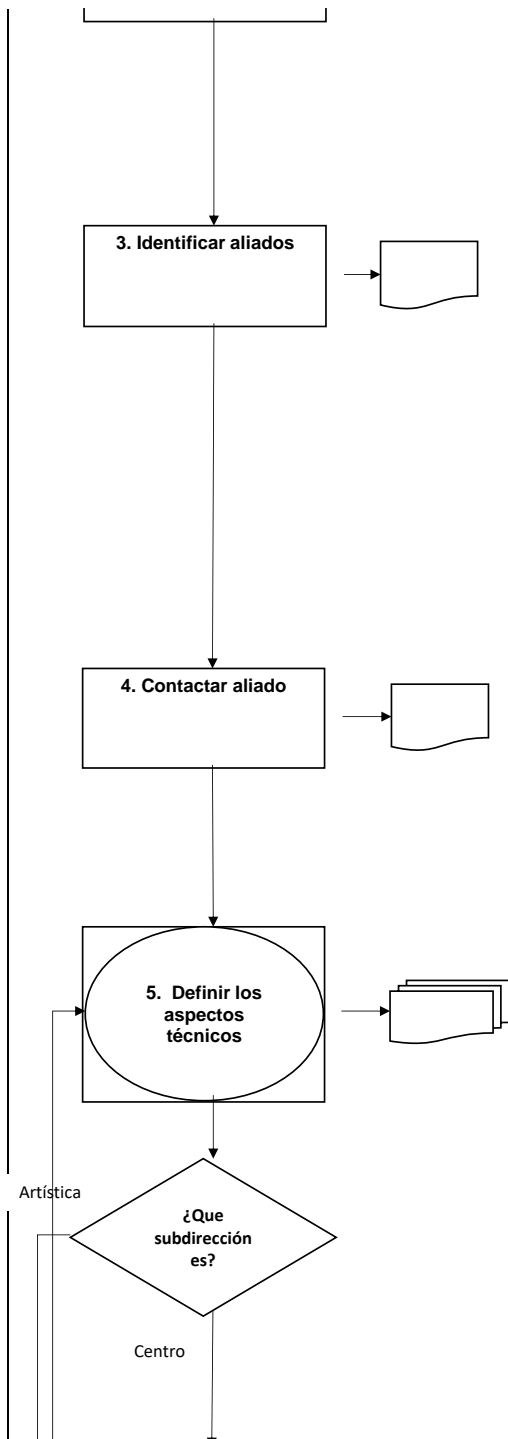 3. Identificar aliados
4. Contactar aliado
5. Definir los
aspectos
técnicos
Artística
¿Que
subdirección
es?
Centro